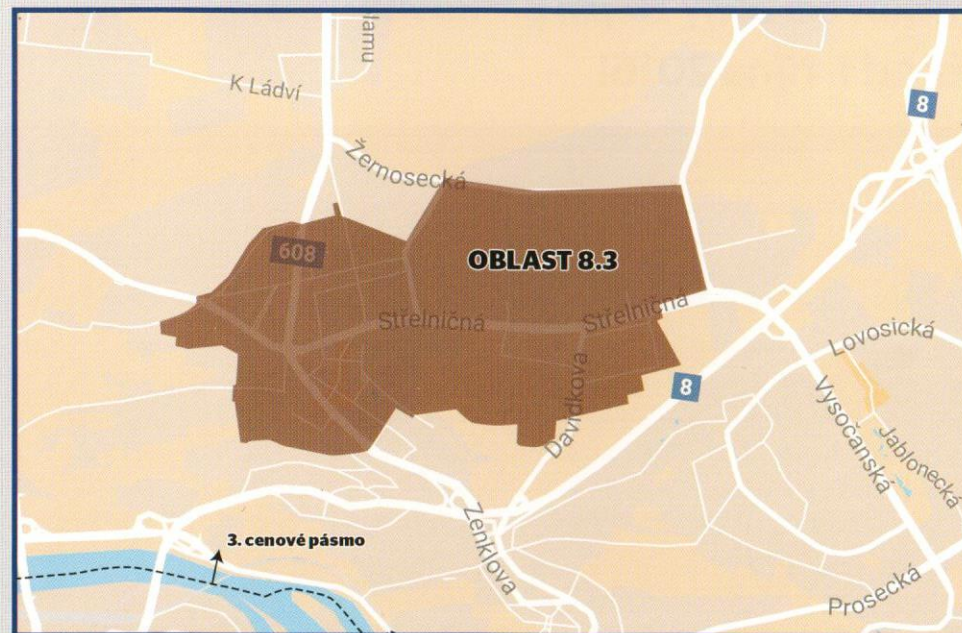 lamu
K Ládví
8
Žernosecká
608
OBLAST 8.3
Střelničná
Střelničná
Lovosická
Davídkova
8
Vysočanská
Jablonecká
3. cenové pásmo
Zenklova
Prosecká